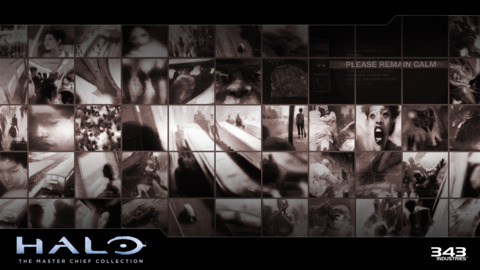 PLEASE REMAIN CALM
HALO
THE MASTER CHIEF COLLECTION
343
INDUSTRIES